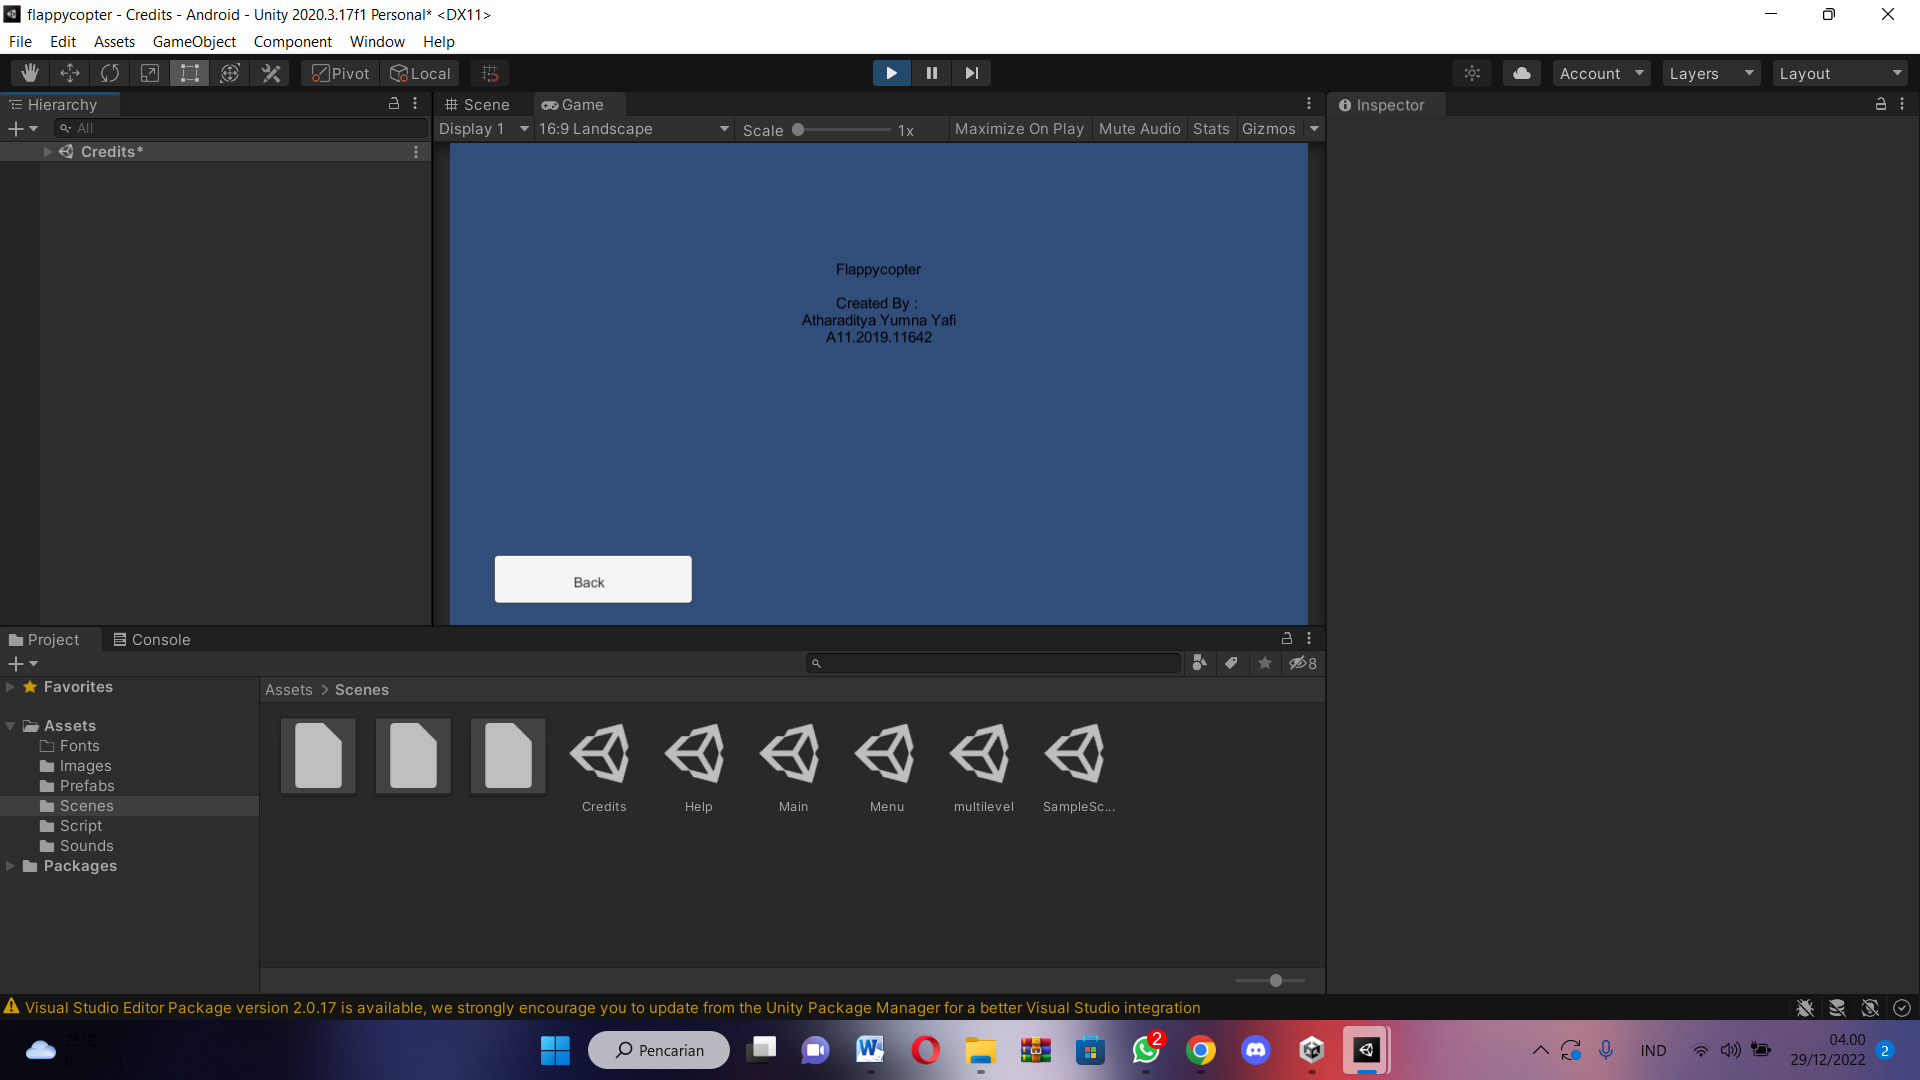 flappycopter - Credits - Android - Unity 2020.3.17f1 Personal* <DX11>
File Edit Assets GameObject Component Window Help
Pivot Local Account Layers Layout
Hierarchy
All
Credits*
Scene Game
Display 1 16:9 Landscape Scale 1x Maximize On Play Mute Audio Stats Gizmos
Inspector
Flappycopter
Created By :
Atharaditya Yumna Yafi
A11.2019.11642
Back
Project Console
8
Favorites
Assets
Fonts
Images
Prefabs
Scenes
Script
Sounds
Packages
Assets > Scenes
Credits Help Main Menu multilevel SampleSc...
Visual Studio Editor Package version 2.0.17 is available, we strongly encourage you to update from the Unity Package Manager for a better Visual Studio integration
25°C
Pencarian
2
IND
04.00
29/12/2022
2